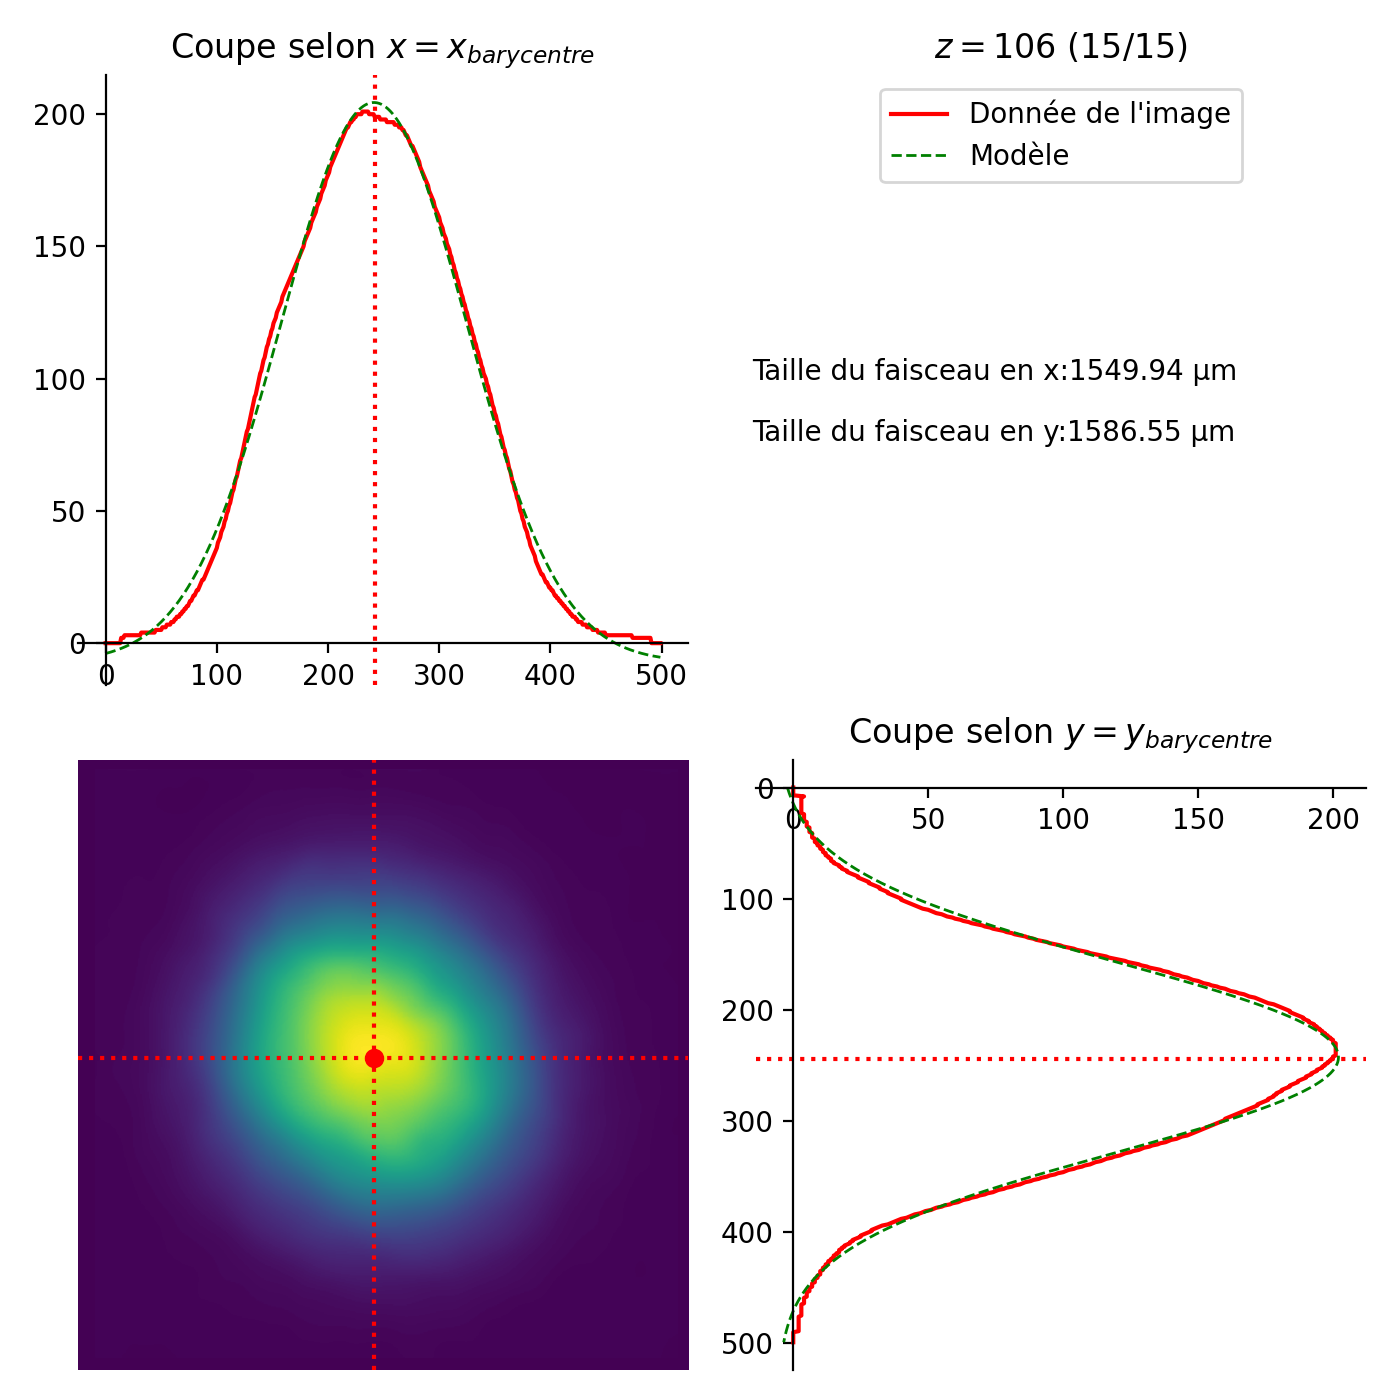 Coupe selon x = x_barycentre
z = 106 (15/15)
Donnée de l'image
Modèle
200
150
100
50
0
0 100 200 300 400 500
Taille du faisceau en x:1549.94 µm
Taille du faisceau en y:1586.55 µm
Coupe selon y = y_barycentre
0
0 50 100 150 200
100
200
300
400
500